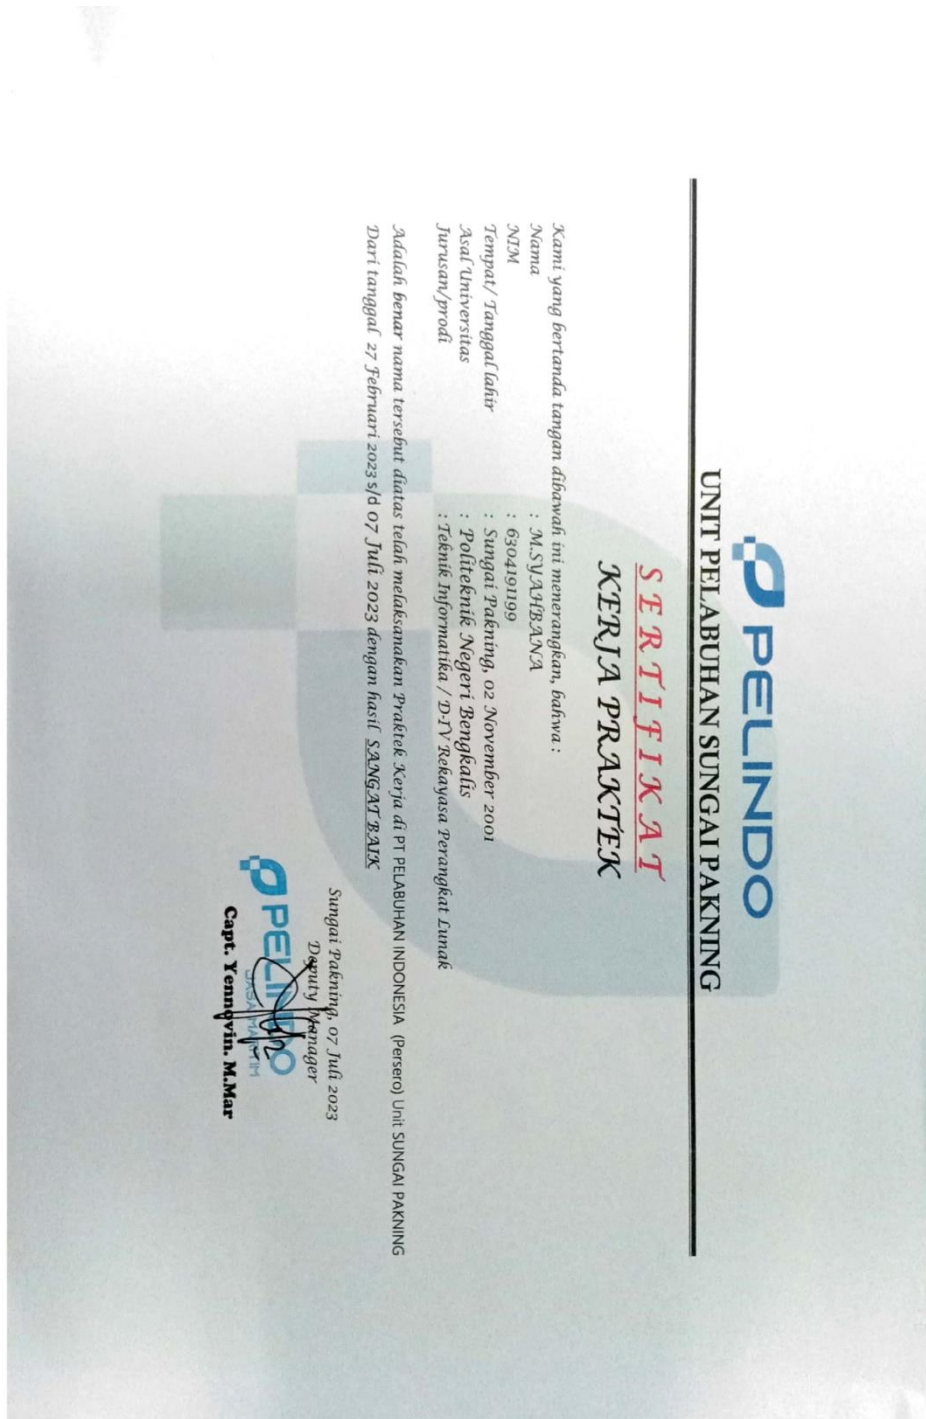 PELINDO
UNIT PELABUHAN SUNGAI PAKNING
SERTIFIKAT
KERJA PRAKTEK
Kami yang bertanda tangan dibawah ini menerangkan, bahwa :
Nama : M.SYAHBANA
NIM : 6304191199
Tempat/ Tanggal lahir : Sungai Pakning, 02 November 2001
Asal Universitas : Politeknik Negeri Bengkalis
Jurusan/prodi : Teknik Informatika / D-IV Rekayasa Perangkat Lunak
Adalah benar nama tersebut diatas telah melaksanakan Praktek Kerja di PT PELABUHAN INDONESIA (Persero) Unit SUNGAI PAKNING
Dari tanggal 27 Februari 2023 s/d 07 Juli 2023 dengan hasil SANGAT BAIK
Sungai Pakning, 07 Juli 2023
Deputy Manager
PELINDO
JASA MARITIM
Capt. Yennovin. M.Mar